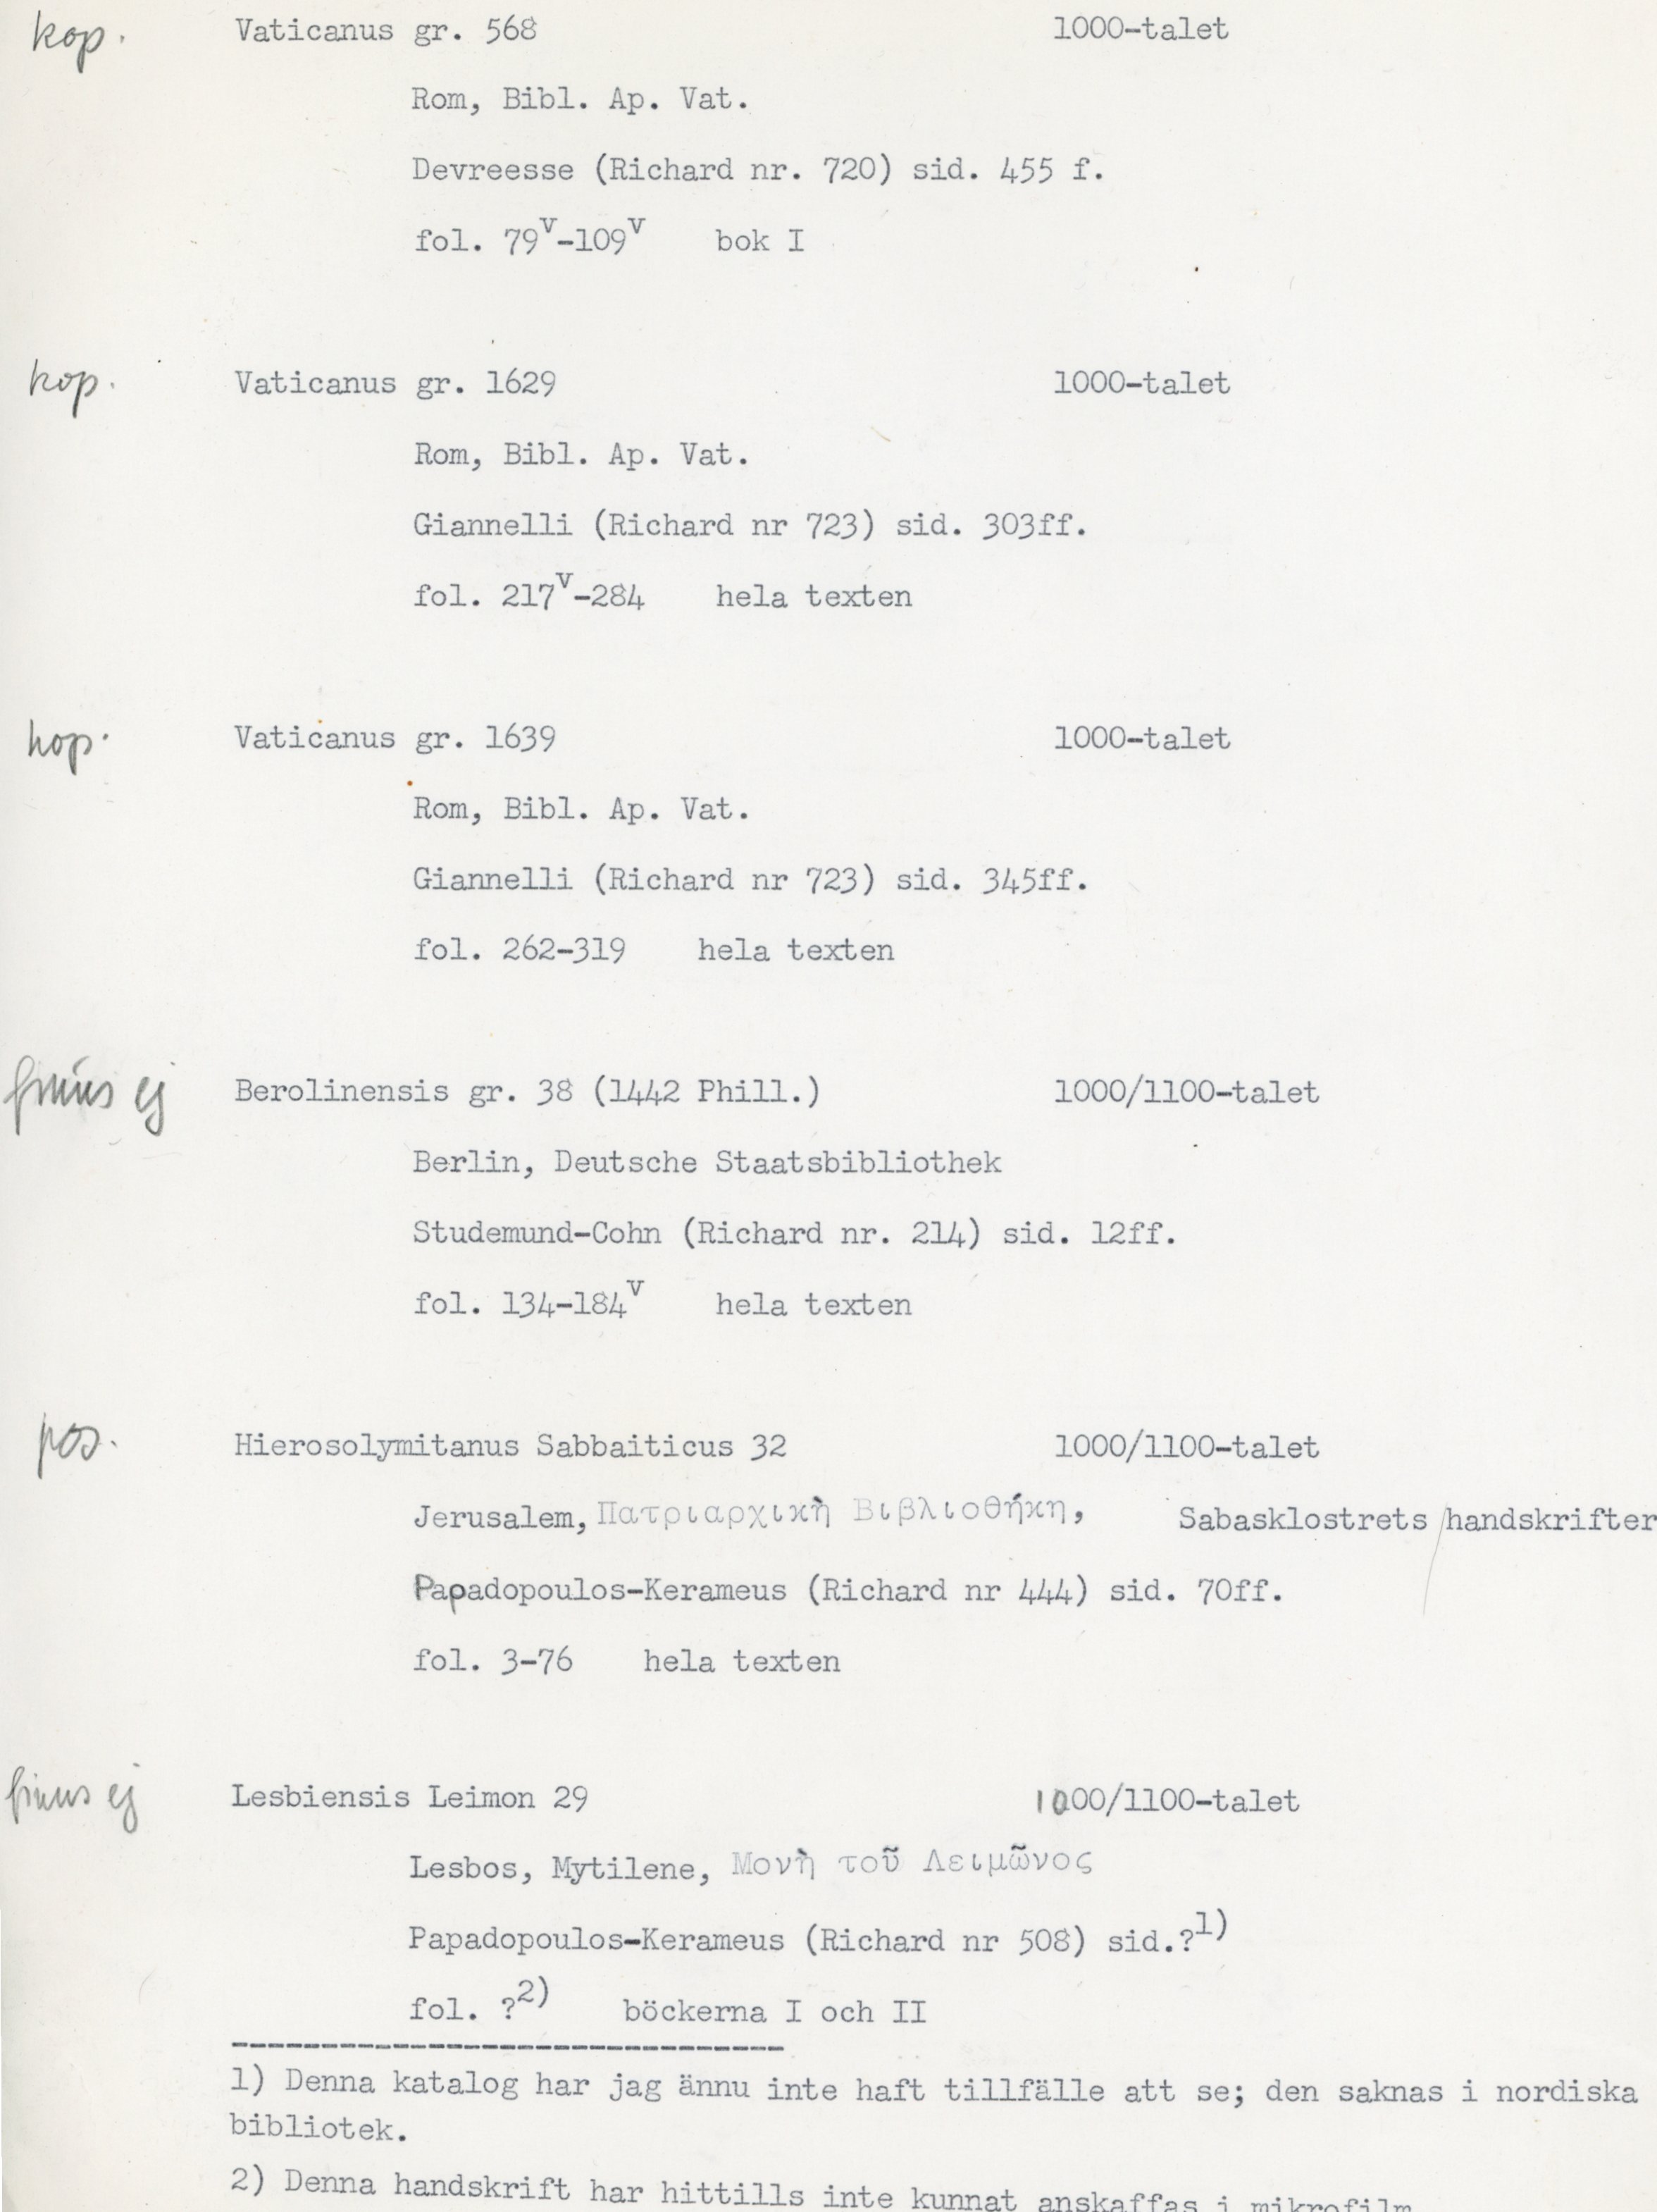 kop. Vaticanus gr. 568 1000-talet
Rom, Bibl. Ap. Vat.
Devreesse (Richard nr. 720) sid. 455 f.
fol. 79v-109v bok I
kop. Vaticanus gr. 1629 1000-talet
Rom, Bibl. Ap. Vat.
Giannelli (Richard nr 723) sid. 303ff.
fol. 217v-284 hela texten
kop. Vaticanus gr. 1639 1000-talet
Rom, Bibl. Ap. Vat.
Giannelli (Richard nr 723) sid. 345ff.
fol. 262-319 hela texten
finns ej Berolinensis gr. 38 (1442 Phill.) 1000/1100-talet
Berlin, Deutsche Staatsbibliothek
Studemund-Cohn (Richard nr. 214) sid. 12ff.
fol. 134-184v hela texten
pos. Hierosolymitanus Sabbaiticus 32 1000/1100-talet
Jerusalem, Πατριαρχικὴ Βιβλιοθήκη, Sabasklostrets handskrifter
Papadopoulos-Kerameus (Richard nr 444) sid. 70ff.
fol. 3-76 hela texten
finns ej Lesbiensis Leimon 29 1000/1100-talet
Lesbos, Mytilene, Μονὴ τοῦ Λειμῶνος
Papadopoulos-Kerameus (Richard nr 508) sid.?1)
fol. ?2) böckerna I och II
1) Denna katalog har jag ännu inte haft tillfälle att se; den saknas i nordiska
bibliotek.
2) Denna handskrift har hittills inte kunnat anskaffas i mikrofilm